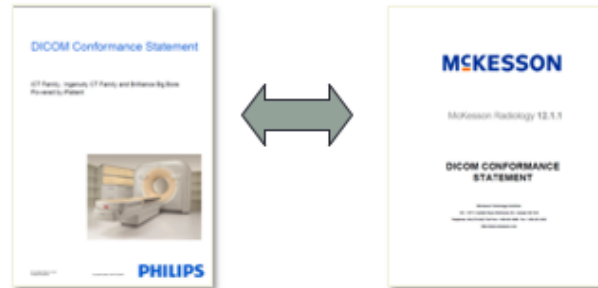 DICOM Conformance Statement
iCT Family, Ingenuity CT Family and Brilliance Big Bore
Powered by iPatient
PHILIPS
MCKESSON
McKesson Radiology 12.1.1
DICOM CONFORMANCE
STATEMENT